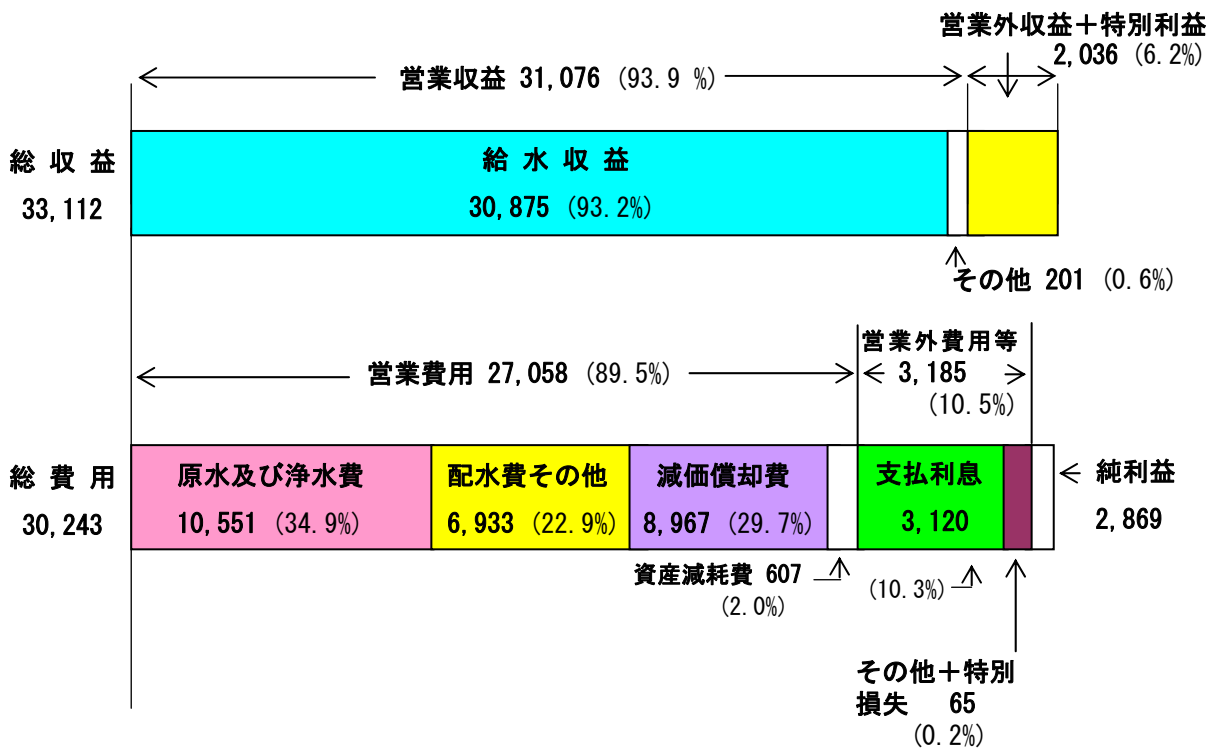 営業外収益＋特別利益
2,036 (6.2%)
営業収益 31,076 (93.9 %)
総 収 益
33,112
給 水 収 益
30,875 (93.2%)
その他 201 (0.6%)
営業外費用等
3,185
(10.5%)
営業費用 27,058 (89.5%)
総 費 用
30,243
原水及び浄水費
10,551 (34.9%)
配水費その他
6,933 (22.9%)
減価償却費
8,967 (29.7%)
支払利息
3,120
純利益
2,869
資産減耗費 607
(2.0%)
(10.3%)
その他＋特別
損失 65
(0.2%)